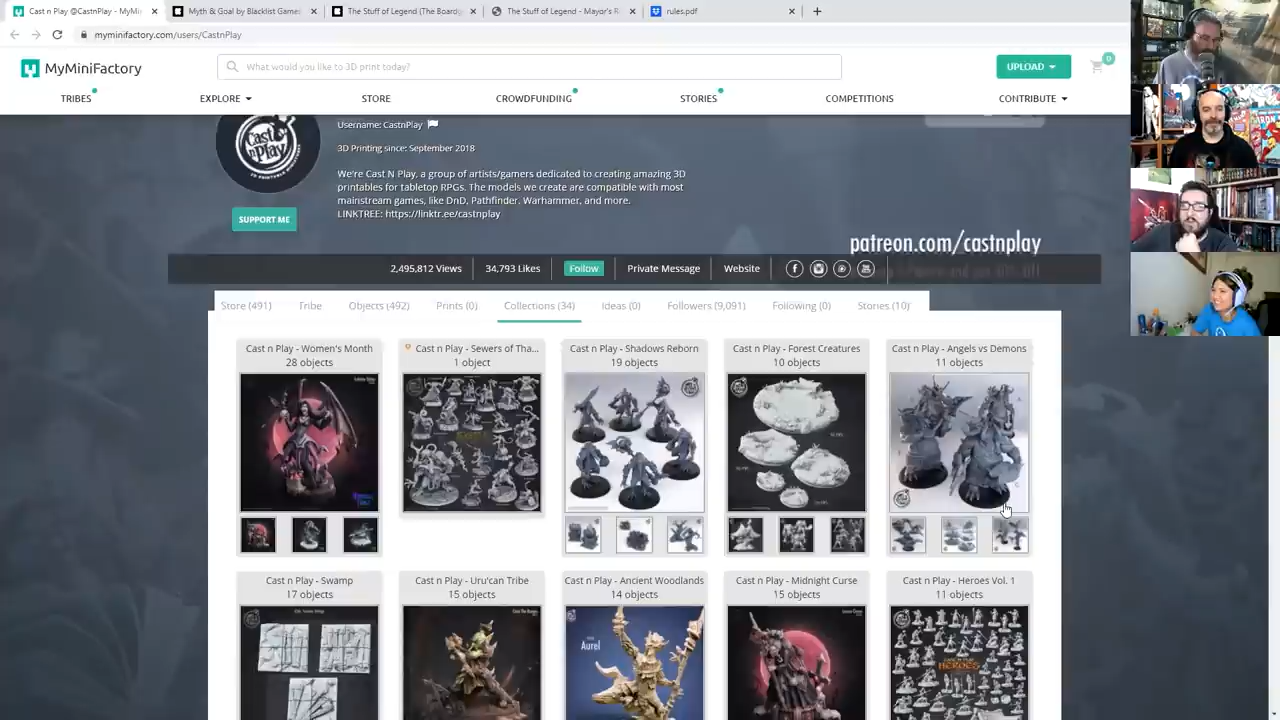 Cast n Play @CastnPlay - MyMi
Myth & Goal by Blacklist Games
The Stuff of Legend (The Boardg
The Stuff of Legend - Mayor's R
rules.pdf
myminifactory.com/users/CastnPlay
MyMiniFactory
What would you like to 3D print today?
UPLOAD
0
TRIBES
EXPLORE
STORE
CROWDFUNDING
STORIES
COMPETITIONS
CONTRIBUTE
Username: CastnPlay
3D Printing since: September 2018
We're Cast N Play, a group of artists/gamers dedicated to creating amazing 3D
printables for tabletop RPGs. The models we create are compatible with most
mainstream games, like DnD, Pathfinder, Warhammer, and more.
LINKTREE: https://linktr.ee/castnplay
Cast n Play
SUPPORT ME
patreon.com/castnplay
2,495,812 Views
34,793 Likes
Follow
Private Message
Website
Store (491)
Tribe
Objects (492)
Prints (0)
Collections (34)
Ideas (0)
Followers (9,091)
Following (0)
Stories (10)
Cast n Play - Women's Month
28 objects
Cast n Play - Sewers of Tha...
1 object
Cast n Play - Shadows Reborn
19 objects
Cast n Play - Forest Creatures
10 objects
Cast n Play - Angels vs Demons
11 objects
Cast n Play - Swamp
17 objects
Cast n Play - Uru'can Tribe
15 objects
Cast n Play - Ancient Woodlands
14 objects
Cast n Play - Midnight Curse
15 objects
Cast n Play - Heroes Vol. 1
11 objects
Aurel
CAST N PLAY
HEROES